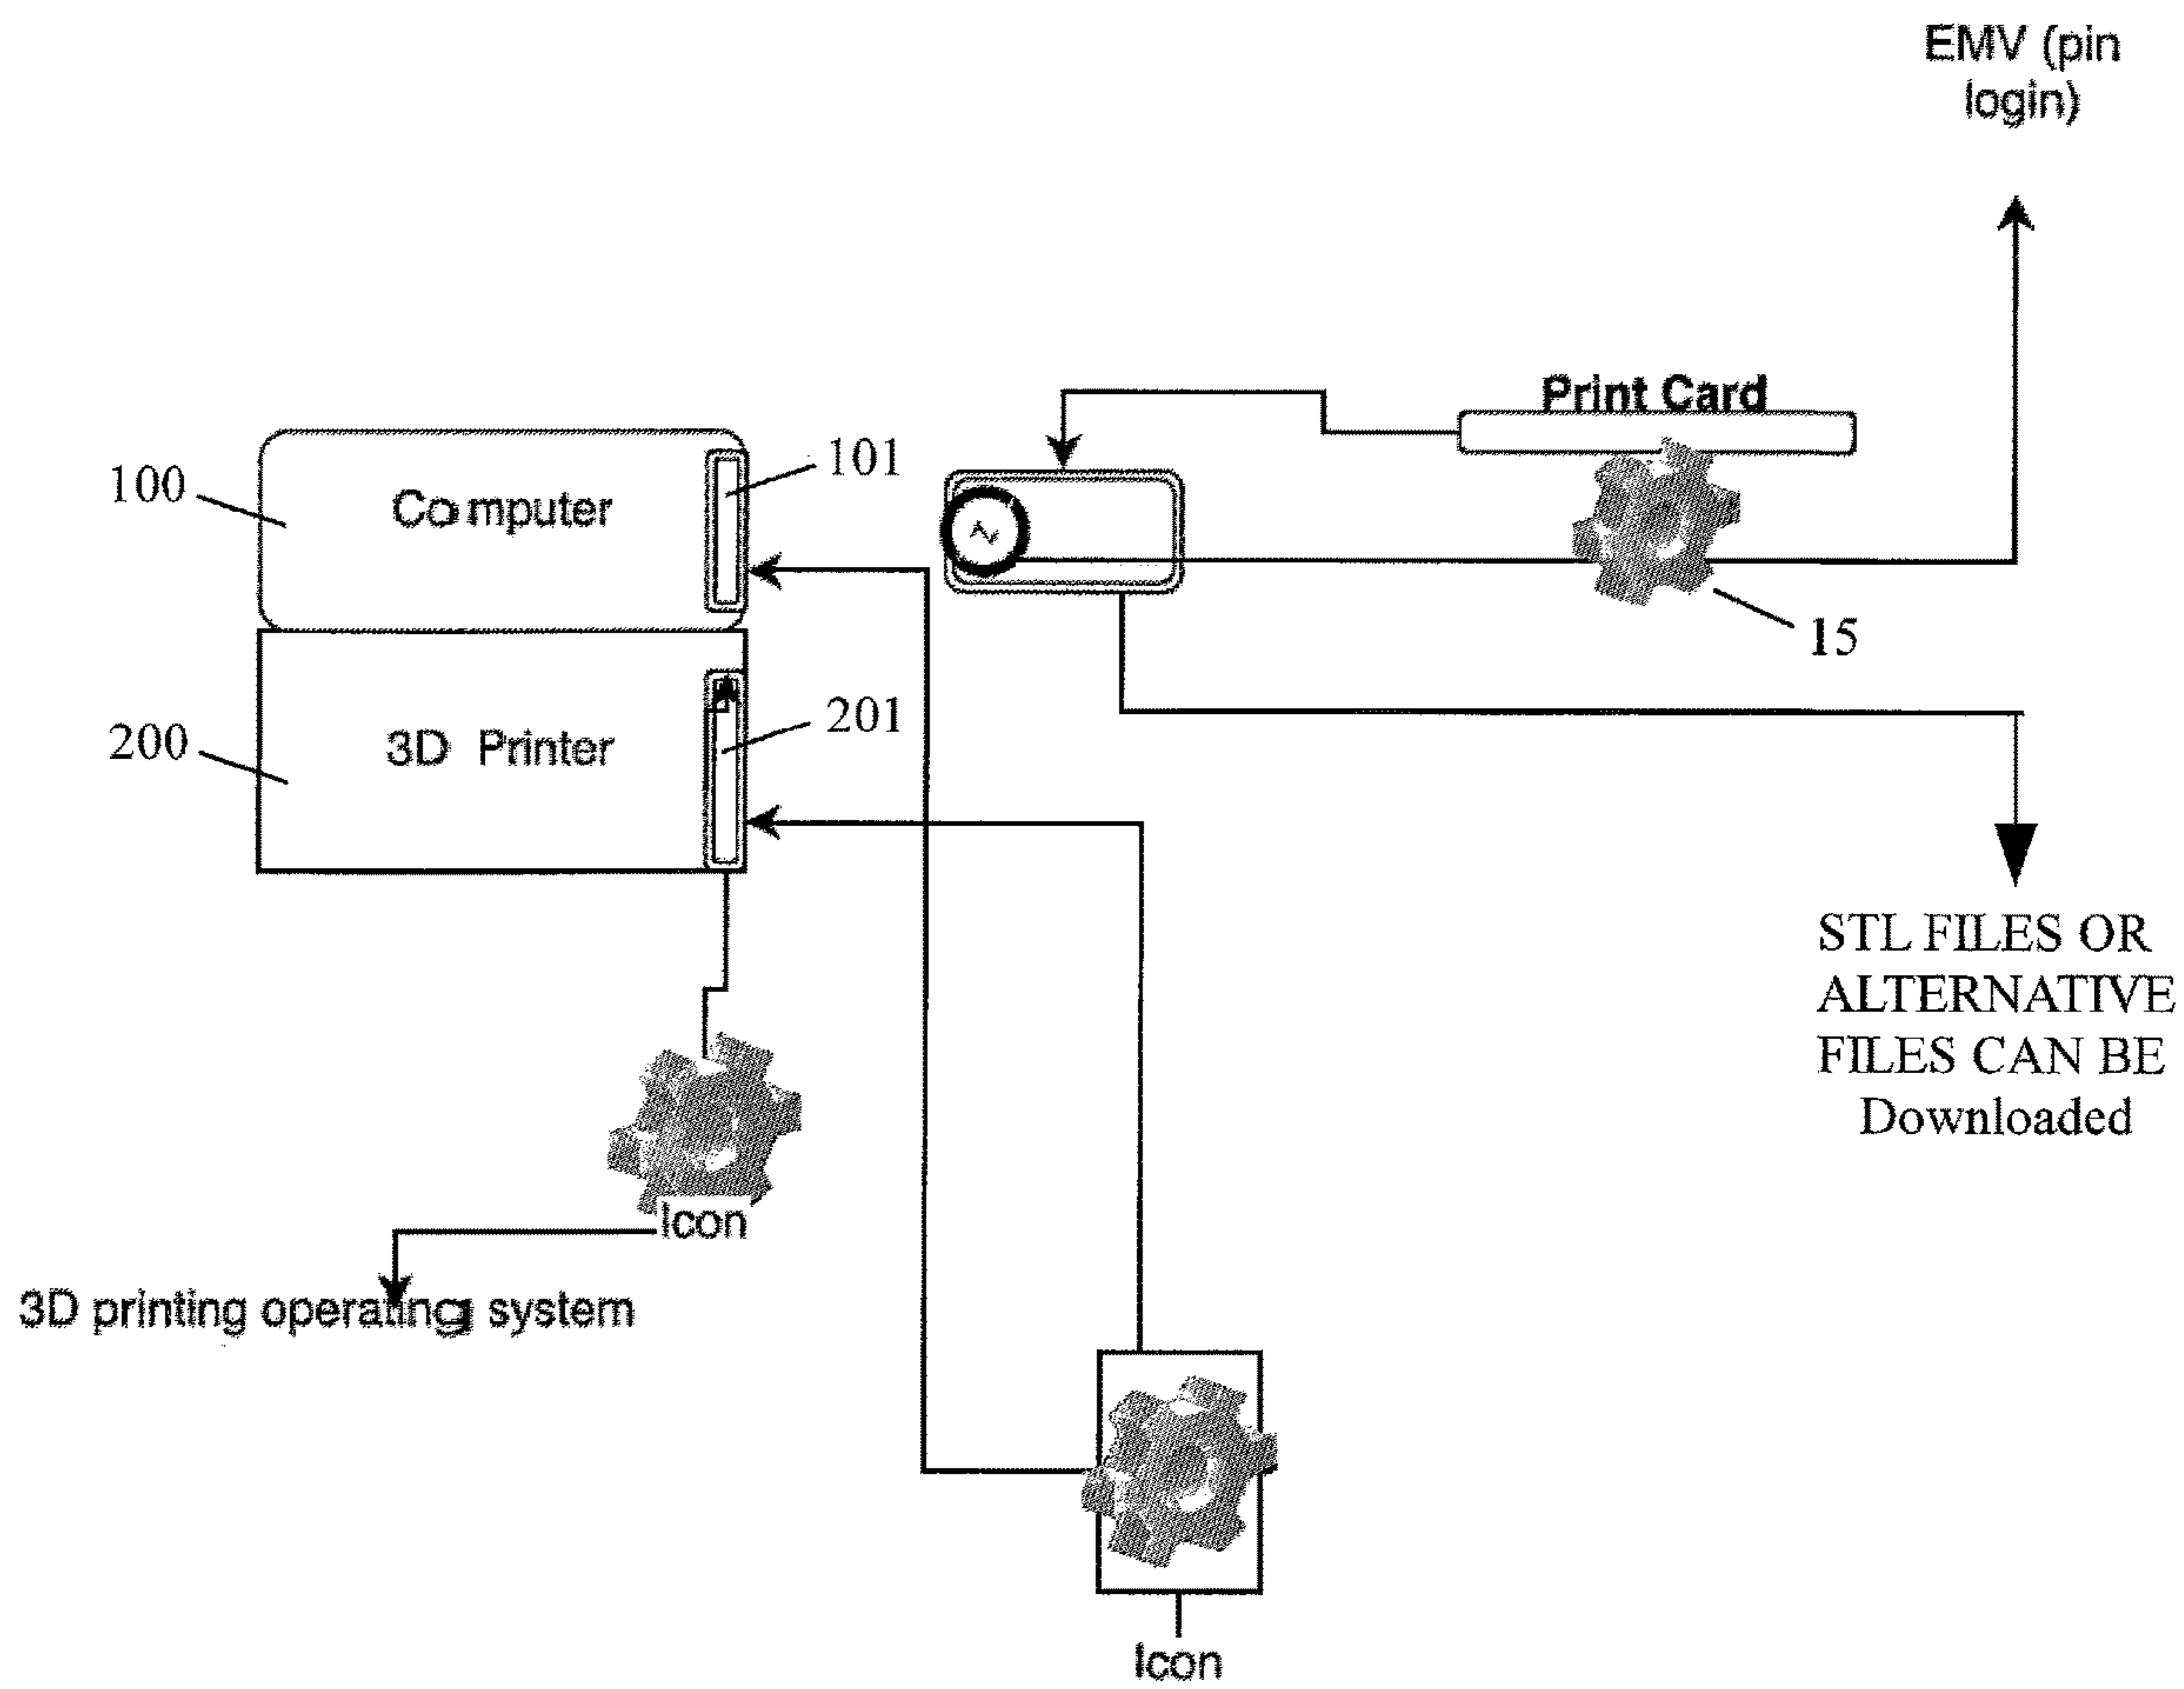 EMV (pin
login)
Print Card
101
100
Computer
15
201
200
3D Printer
STL FILES OR
ALTERNATIVE
FILES CAN BE
Downloaded
Icon
3D printing operating system
Icon